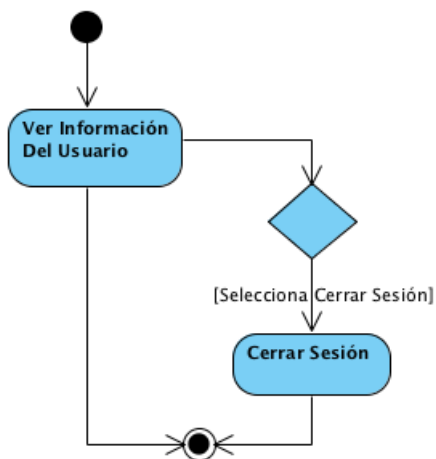 Ver Información
Del Usuario
[Selecciona Cerrar Sesión]
Cerrar Sesión